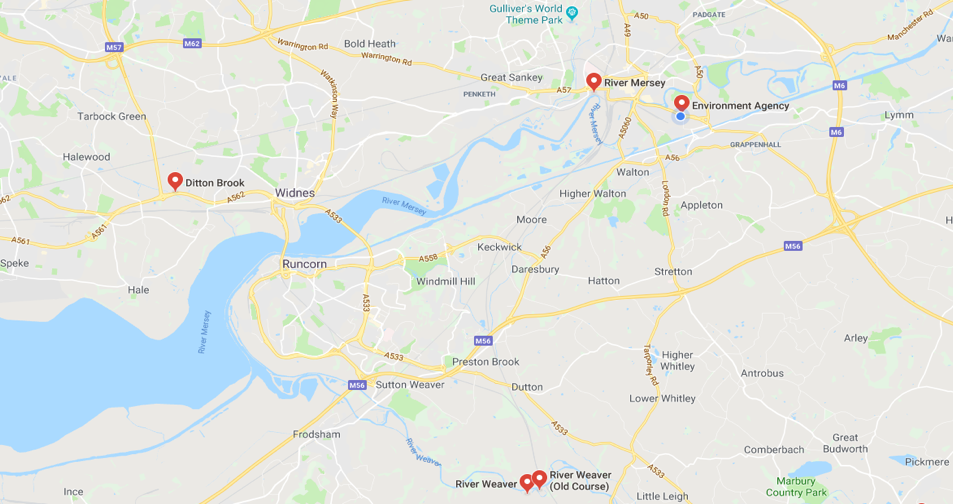 Gulliver's World
Theme Park
A50
PADGATE
A49
Manchester Rd
M57
M62
Warrington Rd
Bold Heath
Warrington Rd
A50
Watkinson Way
Great Sankey
A57
River Mersey
M6
PENKETH
Environment Agency
Tarbock Green
River Mersey
A5060
Lymm
M6
GRAPPENHALL
Halewood
A56
Walton
Ditton Brook
Widnes
A562
Higher Walton
London Rd
Appleton
River Mersey
A533
Moore
A561
A561
Keckwick
A56
M56
A558
Speke
Runcorn
Daresbury
Stretton
Windmill Hill
Hatton
Hale
A533
River Mersey
M56
Arley
A533
Preston Brook
Tarporley Rd
Higher
Whitley
Antrobus
M56
Sutton Weaver
Dutton
Lower Whitley
A533
Frodsham
Great
Budworth
River Weaver
Comberbach
Pickmere
A533
River Weaver
River Weaver
(Old Course)
Marbury
Country Park
Ince
Little Leigh